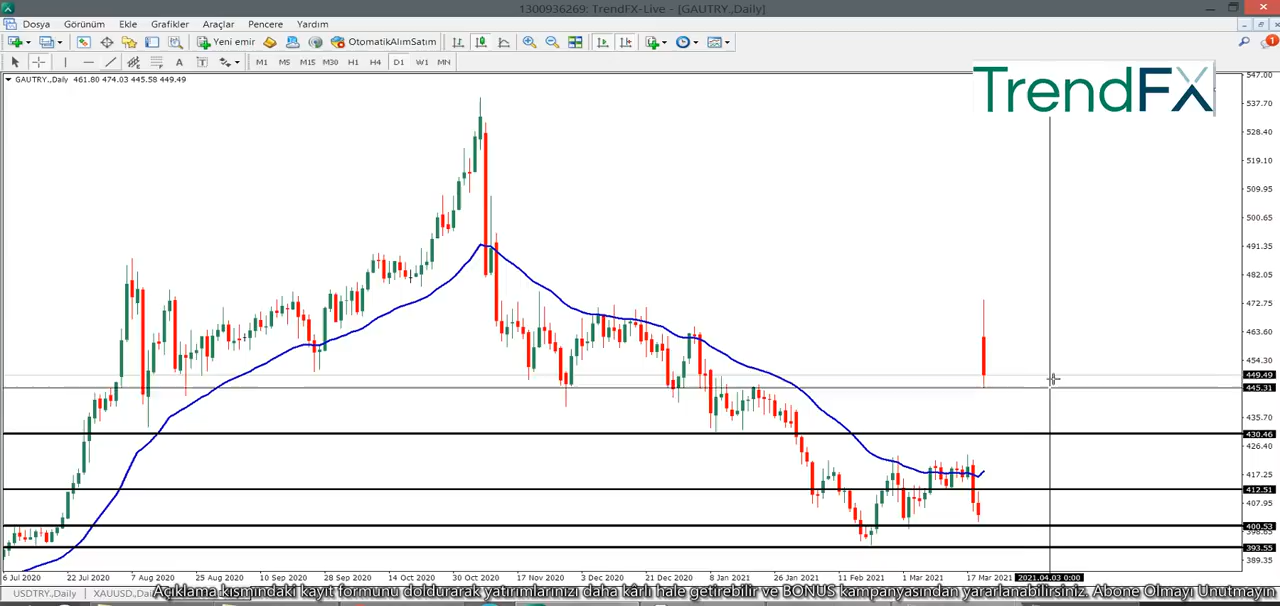 1300936269: TrendFX-Live - [GAUTRY.,Daily]
Dosya Görünüm Ekle Grafikler Araçlar Pencere Yardım
Yeni emir OtomatikAlımSatım
1
A T M1 M5 M15 M30 H1 H4 D1 W1 MN
GAUTRY.,Daily 461.80 474.03 445.58 449.49
TrendFX
547.00
537.70
528.40
519.10
509.95
500.65
491.35
482.05
472.75
463.60
454.30
449.49
445.31
435.70
430.46
426.40
417.25
412.51
407.95
400.53
393.55
389.35
6 Jul 2020 22 Jul 2020 7 Aug 2020 25 Aug 2020 10 Sep 2020 28 Sep 2020 14 Oct 2020 30 Oct 2020 17 Nov 2020 3 Dec 2020 21 Dec 2020 8 Jan 2021 26 Jan 2021 11 Feb 2021 1 Mar 2021 17 Mar 2021 2021.04.03 0:00
USDTRY.,Daily XAUUSD.,Da
Açıklama kısmındaki kayıt formunu doldurarak yatırımlarınızı daha kârlı hale getirebilir ve BONUS kampanyasından yararlanabilirsiniz. Abone Olmayı Unutmayın